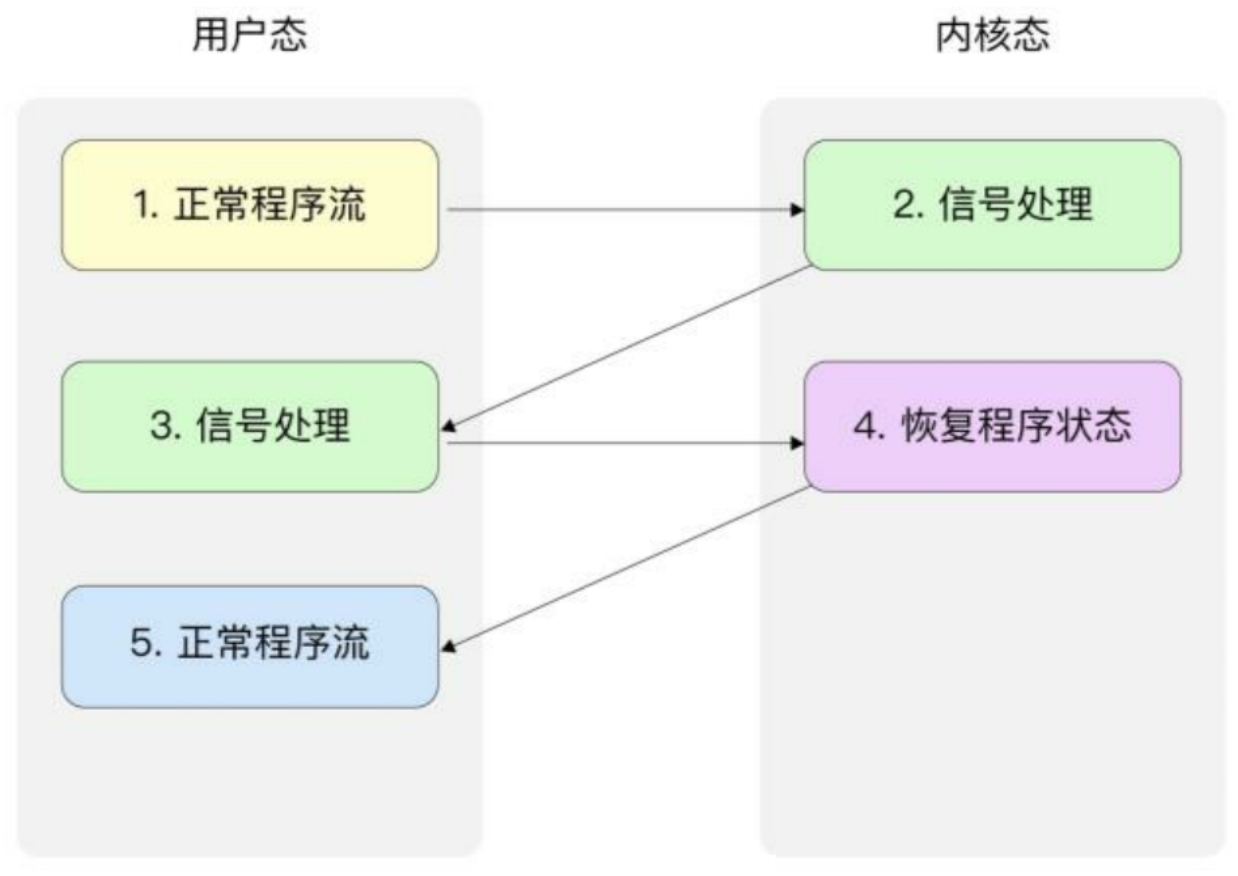 用户态
内核态
1. 正常程序流
2. 信号处理
3. 信号处理
4. 恢复程序状态
5. 正常程序流